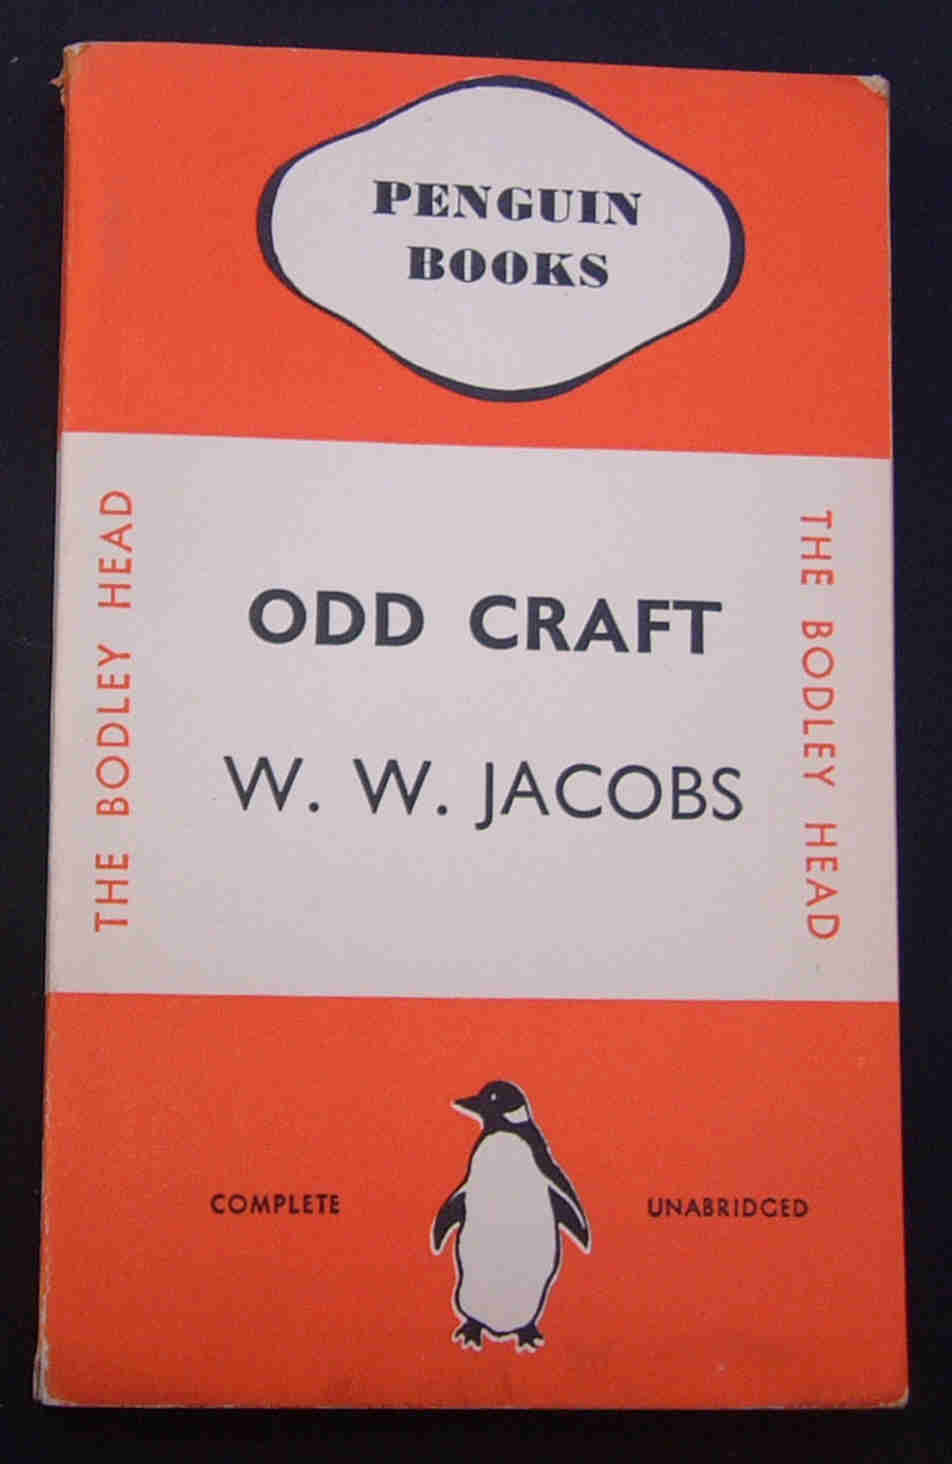 PENGUIN
BOOKS
THE BODLEY HEAD
ODD CRAFT
W. W. JACOBS
THE BODLEY HEAD
COMPLETE
UNABRIDGED